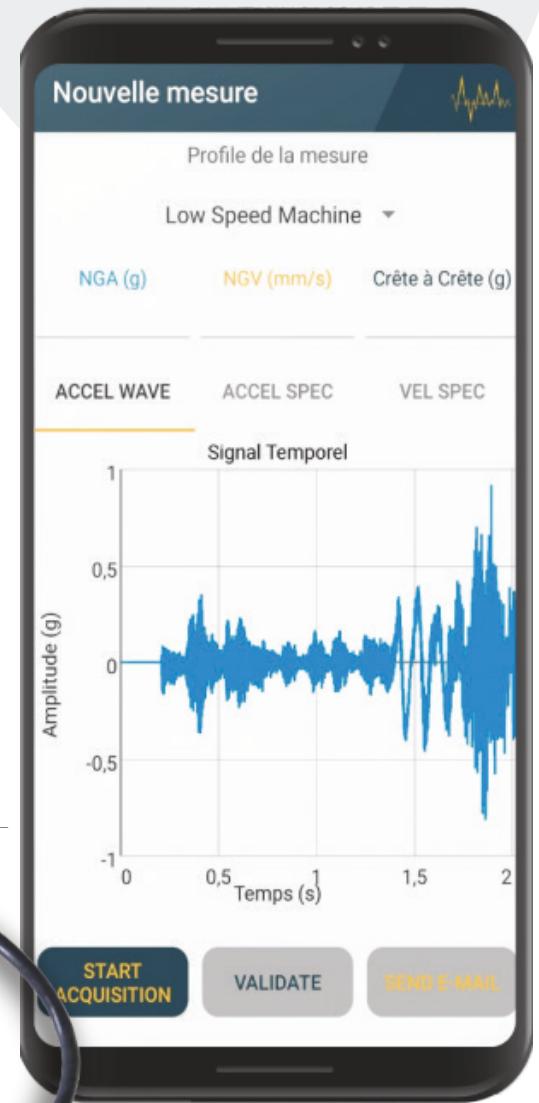 Nouvelle mesure
Profile de la mesure
Low Speed Machine
NGA (g) NGV (mm/s) Crête à Crête (g)
ACCEL WAVE ACCEL SPEC VEL SPEC
Signal Temporel
1
0,5
0
-0,5
-1
Amplitude (g)
0 0,5 1 1,5 2
Temps (s)
START
ACQUISITION
VALIDATE
SEND E-MAIL